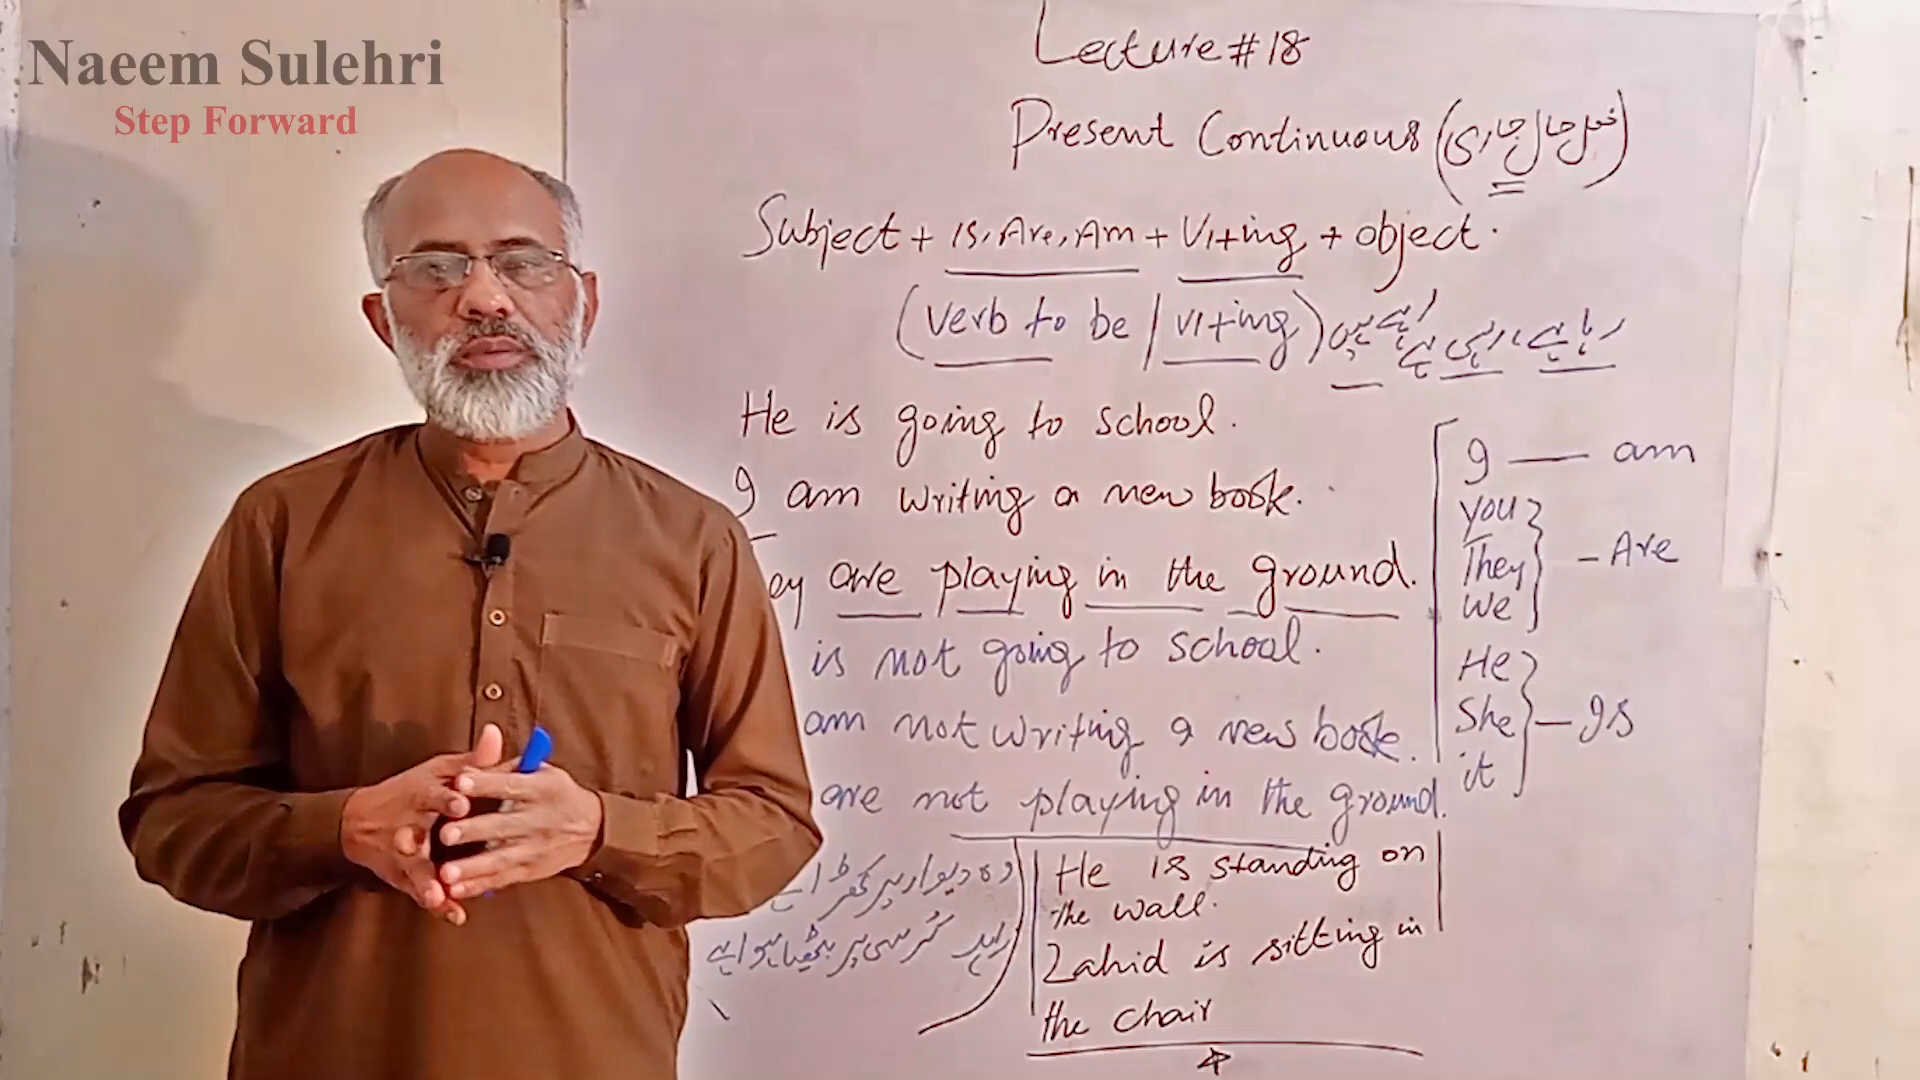 Naeem Sulehri
Step Forward
Lecture # 18
Present Continuous (فعل حال جاری)
Subject + is, Are, Am + V1+ing + object.
(verb to be / V1+ing) رہا ہے، رہی ہے، رہے ہیں
He is going to school.
I am writing a new book.
ey are playing in the ground.
is not going to school.
am not writing a new book.
are not playing in the ground.
I — am
you
They
we
- Are
He
She
it
- Is
وہ دیوار پر کھڑا ہے
زاہد کرسی پر بیٹھا ہوا ہے
He is standing on
the wall.
Zahid is sitting in
the chair